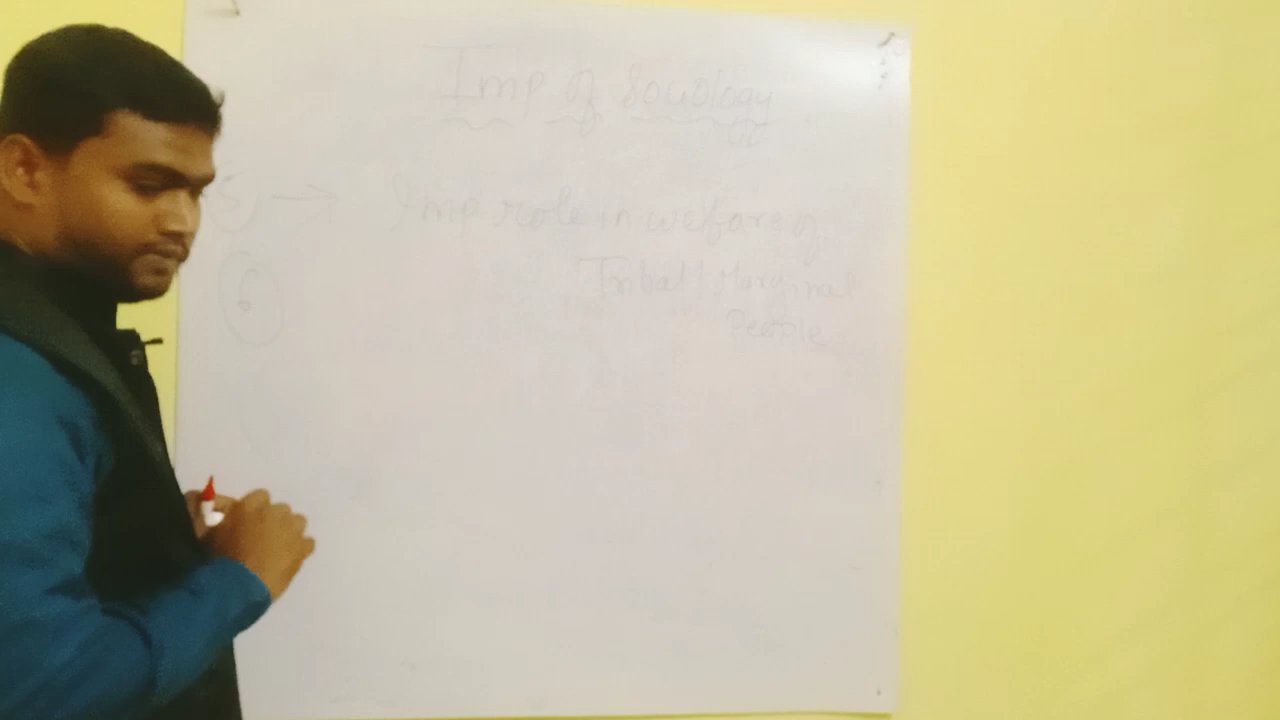 Imp of Sociology
5 → Imp role in welfare of
Tribal / Marginal
People
6